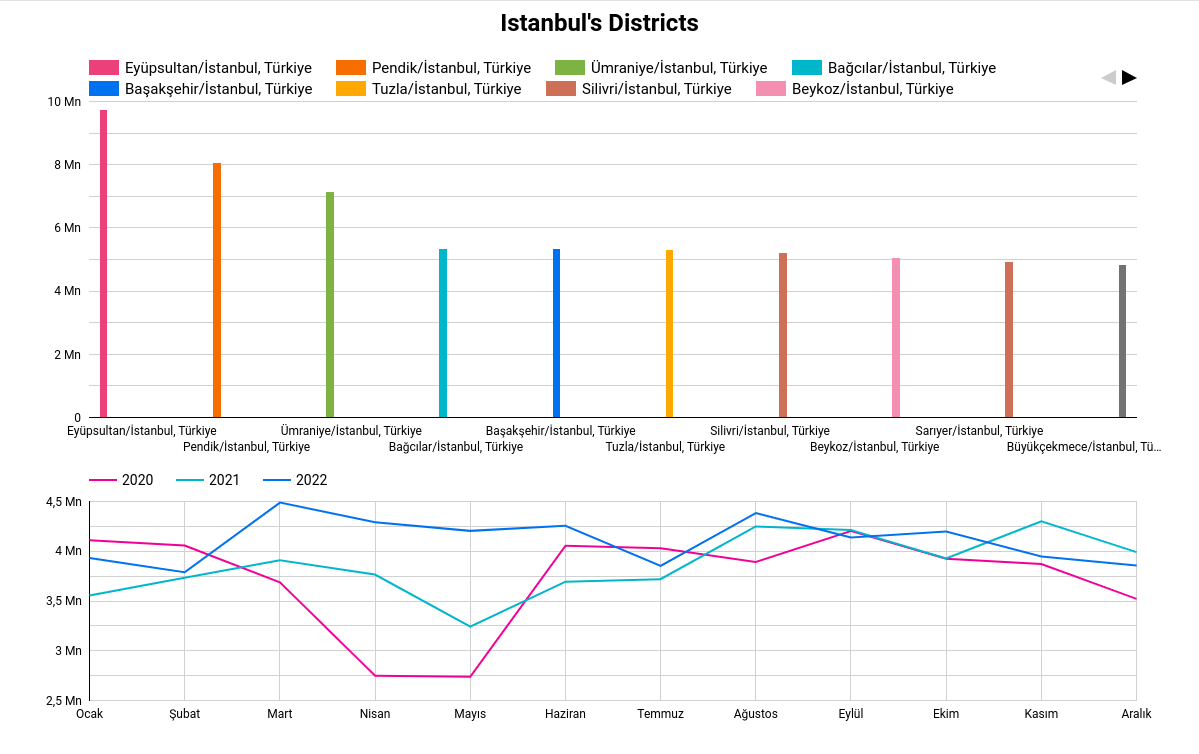 Istanbul's Districts
Eyüpsultan/İstanbul, Türkiye Pendik/İstanbul, Türkiye Ümraniye/İstanbul, Türkiye Bağcılar/İstanbul, Türkiye
Başakşehir/İstanbul, Türkiye Tuzla/İstanbul, Türkiye Silivri/İstanbul, Türkiye Beykoz/İstanbul, Türkiye
10 Mn
8 Mn
6 Mn
4 Mn
2 Mn
0
Eyüpsultan/İstanbul, Türkiye Ümraniye/İstanbul, Türkiye Başakşehir/İstanbul, Türkiye Silivri/İstanbul, Türkiye Sarıyer/İstanbul, Türkiye
Pendik/İstanbul, Türkiye Bağcılar/İstanbul, Türkiye Tuzla/İstanbul, Türkiye Beykoz/İstanbul, Türkiye Büyükçekmece/İstanbul, Tü…
2020 2021 2022
4,5 Mn
4 Mn
3,5 Mn
3 Mn
2,5 Mn
Ocak Şubat Mart Nisan Mayıs Haziran Temmuz Ağustos Eylül Ekim Kasım Aralık